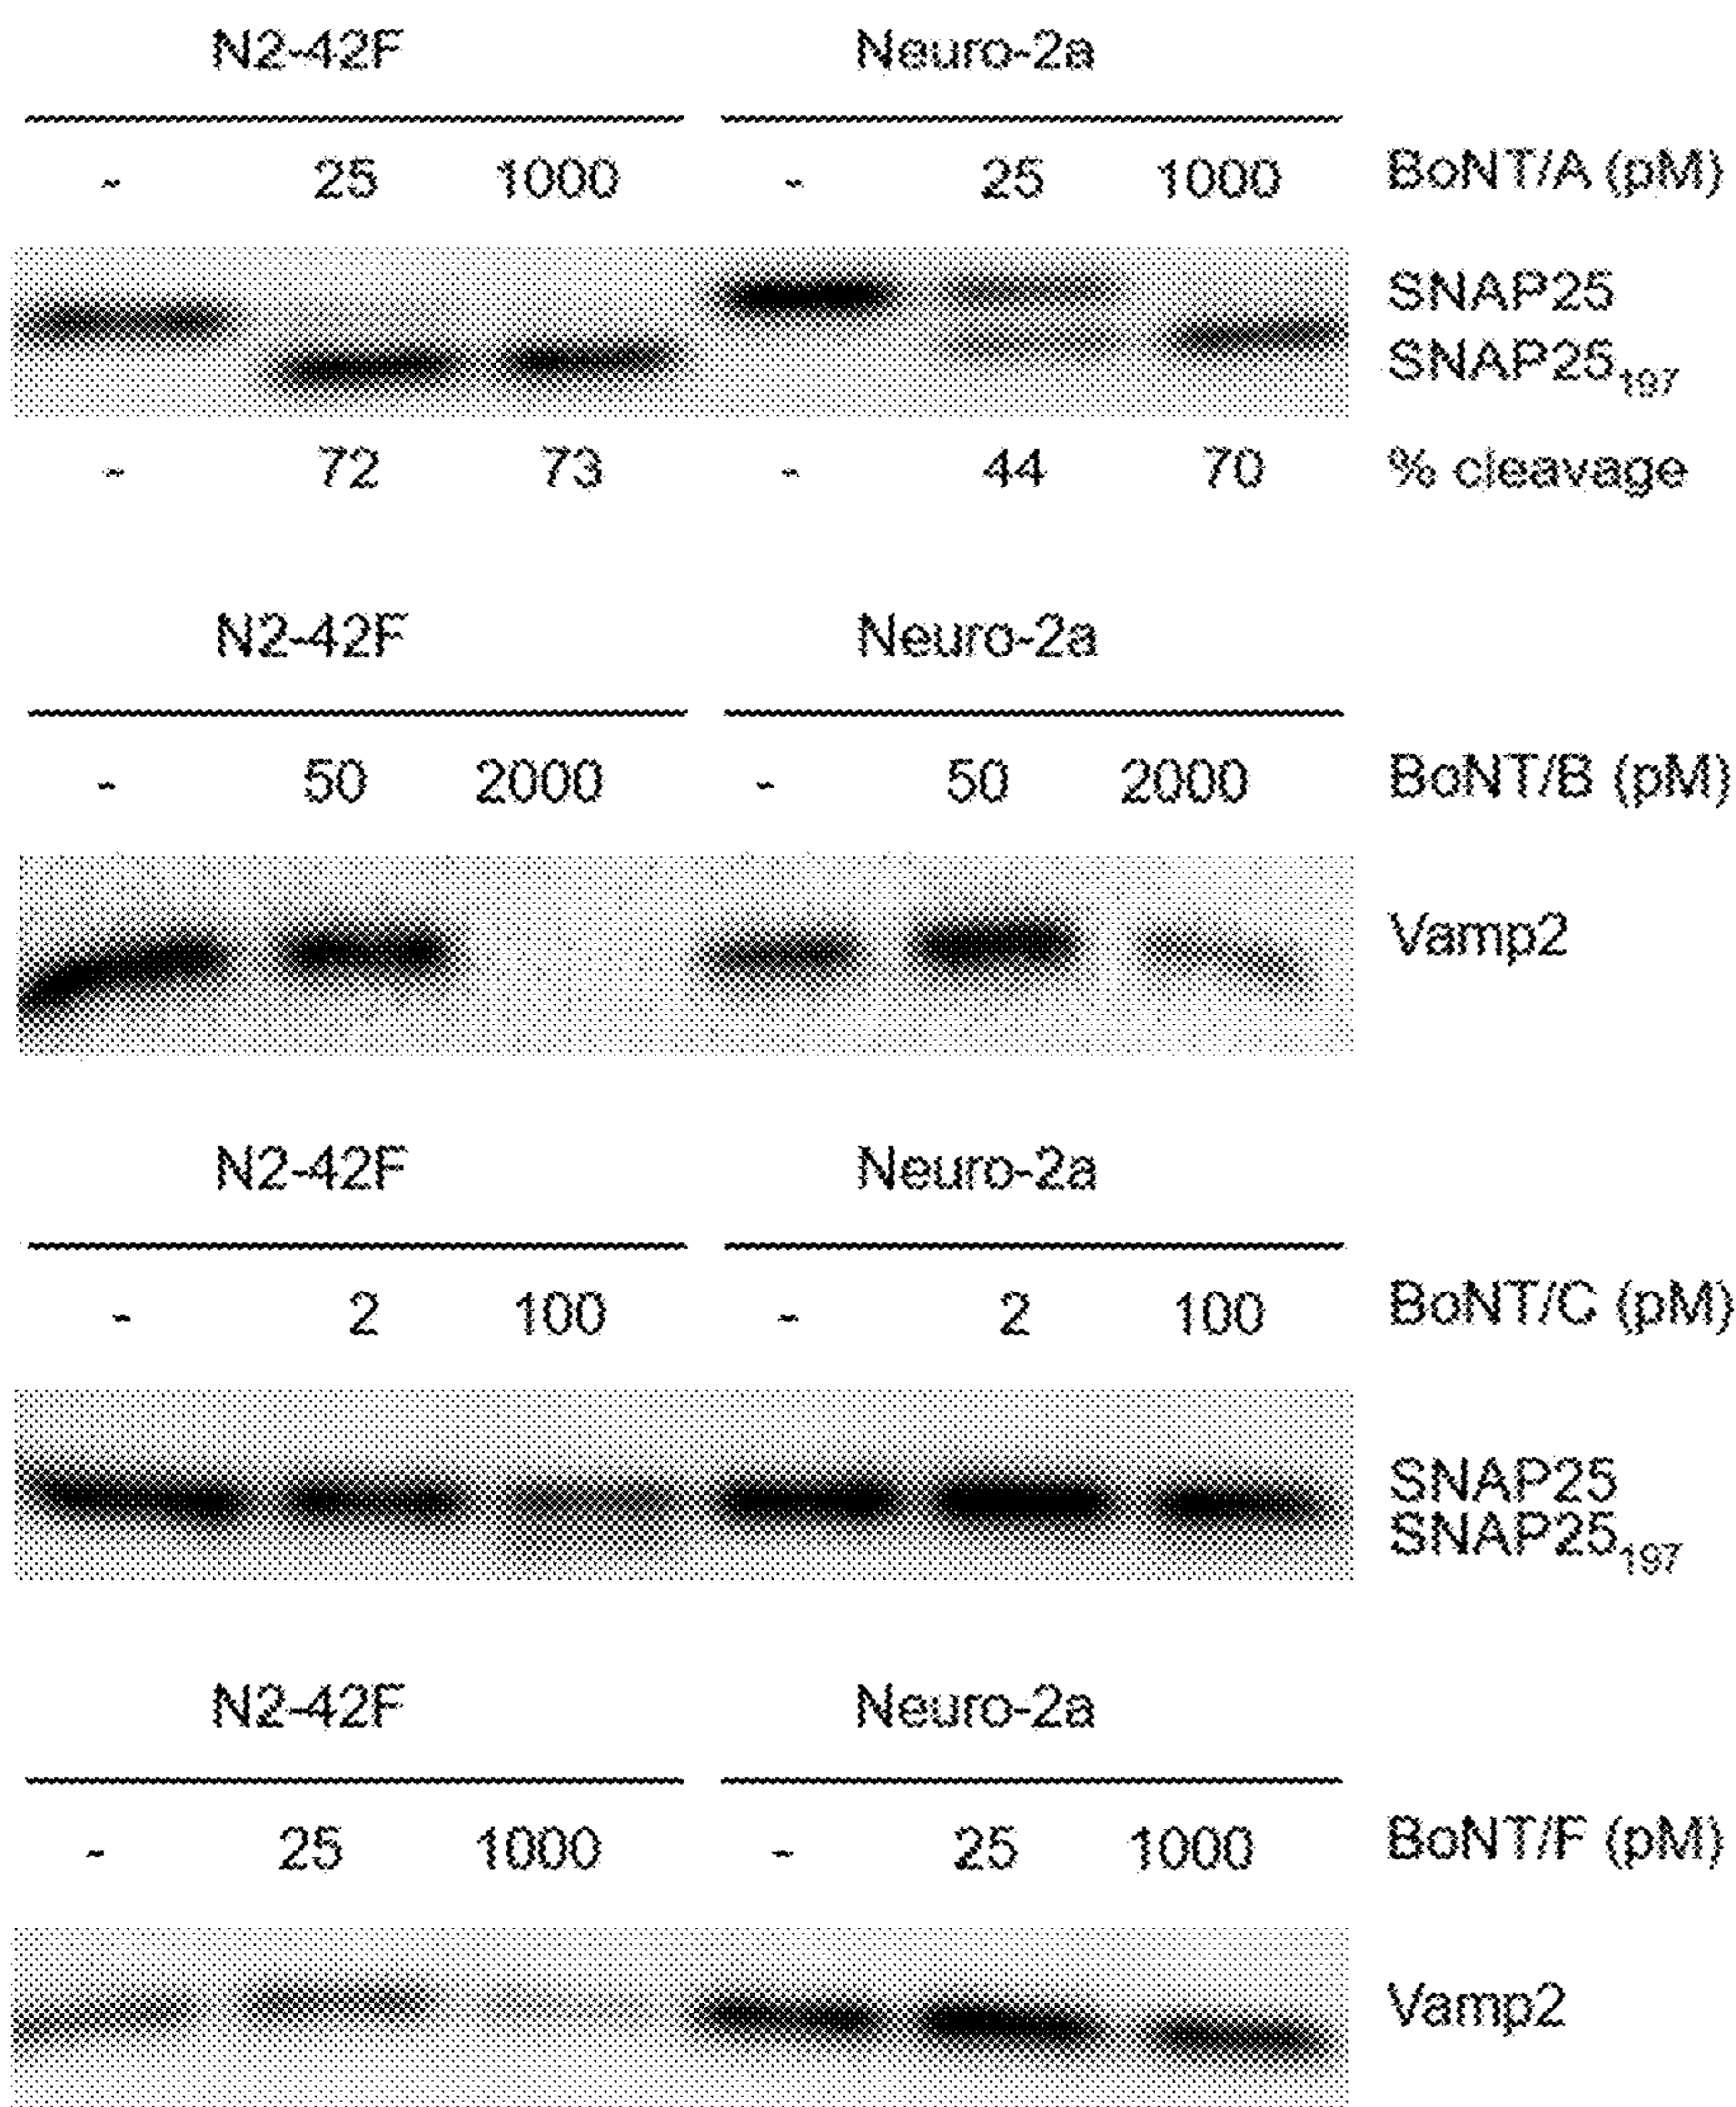 N2-42F Neuro-2a
- 25 1000 - 25 1000 BoNT/A (pM)
SNAP25
SNAP25₁₉₇
- 72 73 - 44 70 % cleavage
N2-42F Neuro-2a
- 50 2000 - 50 2000 BoNT/B (pM)
Vamp2
N2-42F Neuro-2a
- 2 100 - 2 100 BoNT/C (pM)
SNAP25
SNAP25₁₉₇
N2-42F Neuro-2a
- 25 1000 - 25 1000 BoNT/F (pM)
Vamp2